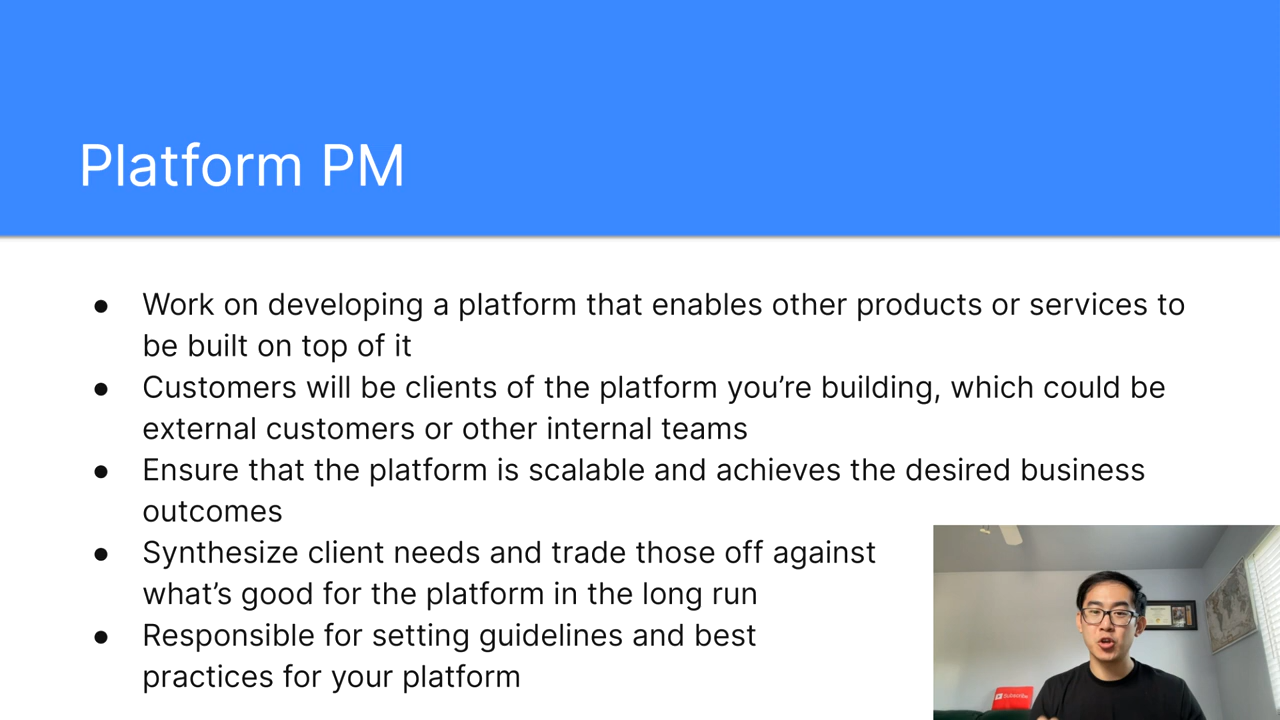 Platform PM
● Work on developing a platform that enables other products or services to
be built on top of it
● Customers will be clients of the platform you’re building, which could be
external customers or other internal teams
● Ensure that the platform is scalable and achieves the desired business
outcomes
● Synthesize client needs and trade those off against
what’s good for the platform in the long run
● Responsible for setting guidelines and best
practices for your platform
Subscribe